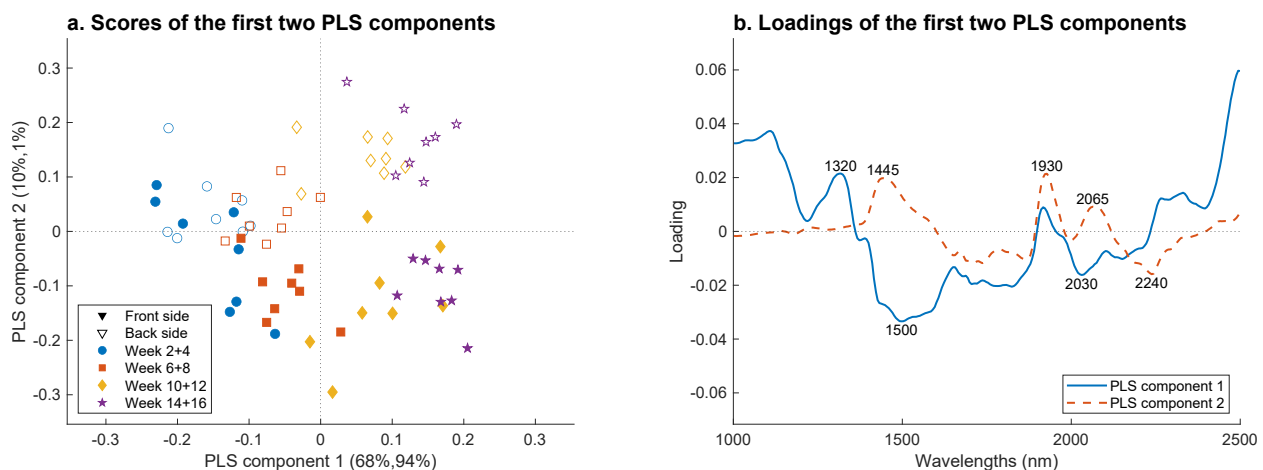 a. Scores of the first two PLS components
0.3
0.2
0.1
0
-0.1
-0.2
-0.3
PLS component 2 (10%,1%)
Front side
Back side
Week 2+4
Week 6+8
Week 10+12
Week 14+16
-0.3
-0.2
-0.1
0
0.1
0.2
0.3
PLS component 1 (68%,94%)
b. Loadings of the first two PLS components
0.06
0.04
0.02
0
-0.02
-0.04
-0.06
Loading
1320
1445
1500
1930
2065
2030
2240
PLS component 1
PLS component 2
1000
1500
2000
2500
Wavelengths (nm)